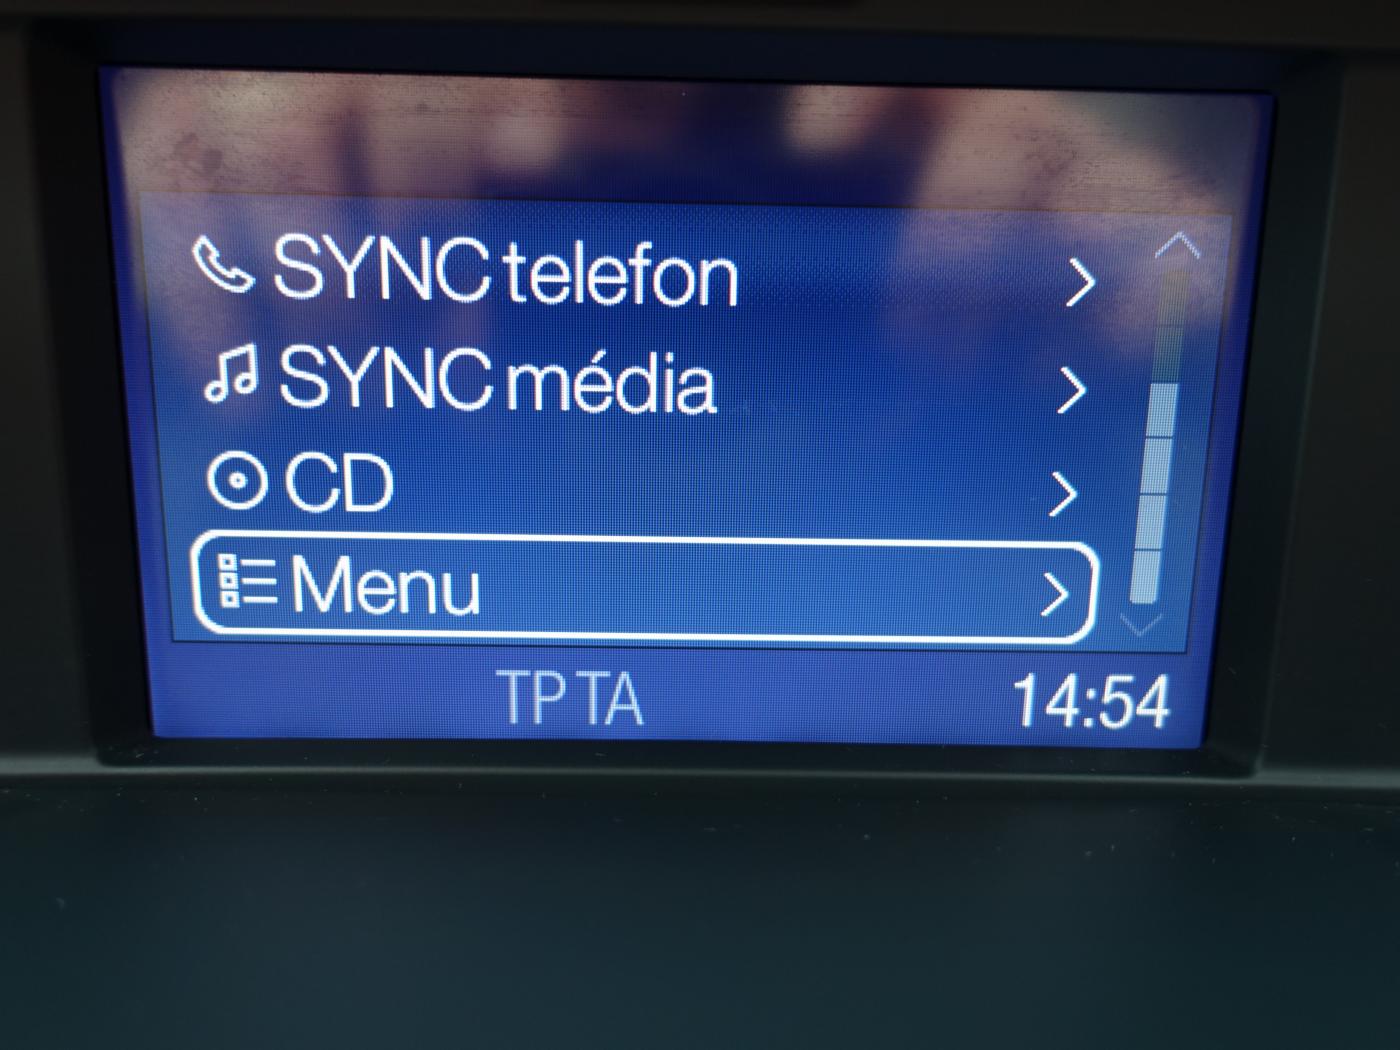 SYNC telefon
SYNC média
CD
Menu
TP TA 14:54